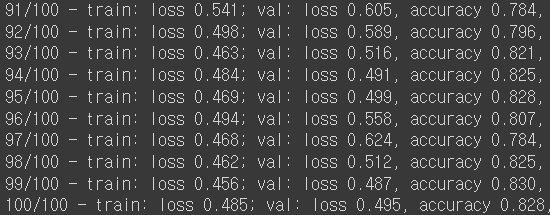 91/100 - train: loss 0.541; val: loss 0.605, accuracy 0.784,
92/100 - train: loss 0.498; val: loss 0.589, accuracy 0.796,
93/100 - train: loss 0.463; val: loss 0.516, accuracy 0.821,
94/100 - train: loss 0.484; val: loss 0.491, accuracy 0.825,
95/100 - train: loss 0.469; val: loss 0.499, accuracy 0.828,
96/100 - train: loss 0.494; val: loss 0.558, accuracy 0.807,
97/100 - train: loss 0.468; val: loss 0.624, accuracy 0.784,
98/100 - train: loss 0.462; val: loss 0.512, accuracy 0.825,
99/100 - train: loss 0.456; val: loss 0.487, accuracy 0.830,
100/100 - train: loss 0.485; val: loss 0.495, accuracy 0.828